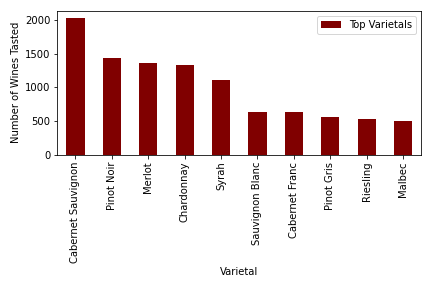 Top Varietals
Number of Wines Tasted
2000
1500
1000
500
0
Cabernet Sauvignon
Pinot Noir
Merlot
Chardonnay
Syrah
Sauvignon Blanc
Cabernet Franc
Pinot Gris
Riesling
Malbec
Varietal